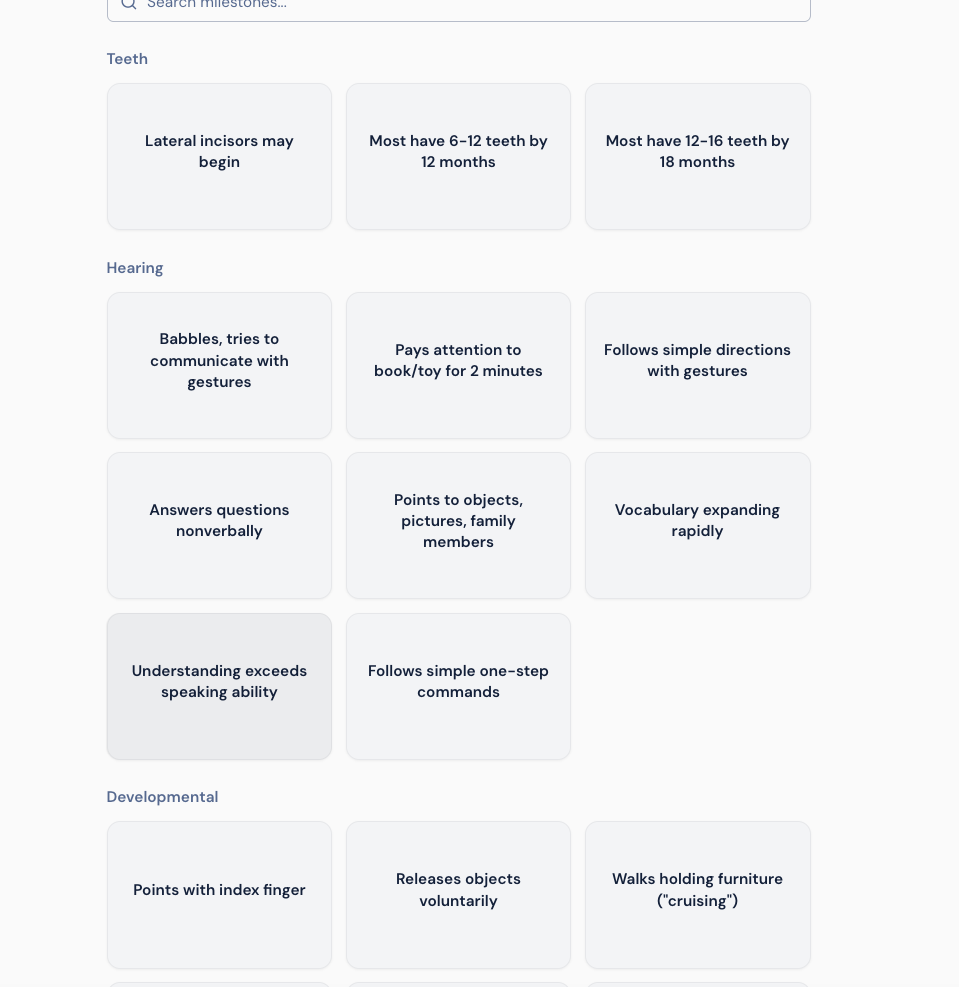 Search milestones...
Teeth
Lateral incisors may
begin
Most have 6-12 teeth by
12 months
Most have 12-16 teeth by
18 months
Hearing
Babbles, tries to
communicate with
gestures
Pays attention to
book/toy for 2 minutes
Follows simple directions
with gestures
Answers questions
nonverbally
Points to objects,
pictures, family
members
Vocabulary expanding
rapidly
Understanding exceeds
speaking ability
Follows simple one-step
commands
Developmental
Points with index finger
Releases objects
voluntarily
Walks holding furniture
("cruising")